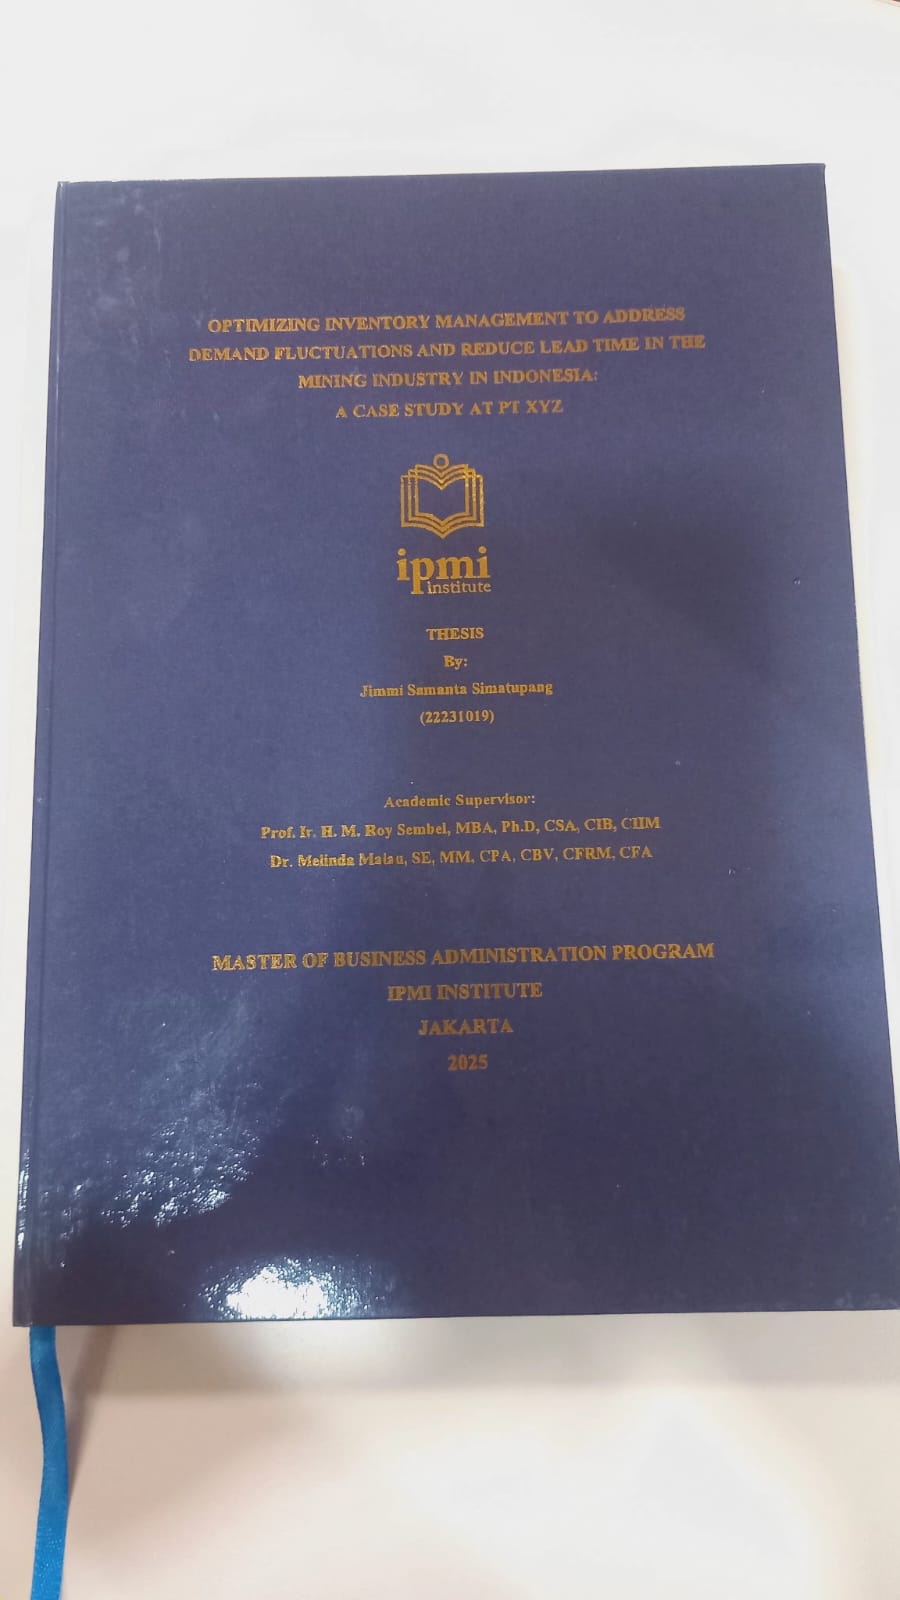 OPTIMIZING INVENTORY MANAGEMENT TO ADDRESS
DEMAND FLUCTUATIONS AND REDUCE LEAD TIME IN THE
MINING INDUSTRY IN INDONESIA:
A CASE STUDY AT PT XYZ
ipmi
institute
THESIS
By:
Jimmi Samanta Simatupang
(22231019)
Academic Supervisor:
Prof. Ir. H. M. Roy Sembel, MBA, Ph.D, CSA, CIB, CIIM
Dr. Melinda Malau, SE, MM, CPA, CBV, CFRM, CFA
MASTER OF BUSINESS ADMINISTRATION PROGRAM
IPMI INSTITUTE
JAKARTA
2025